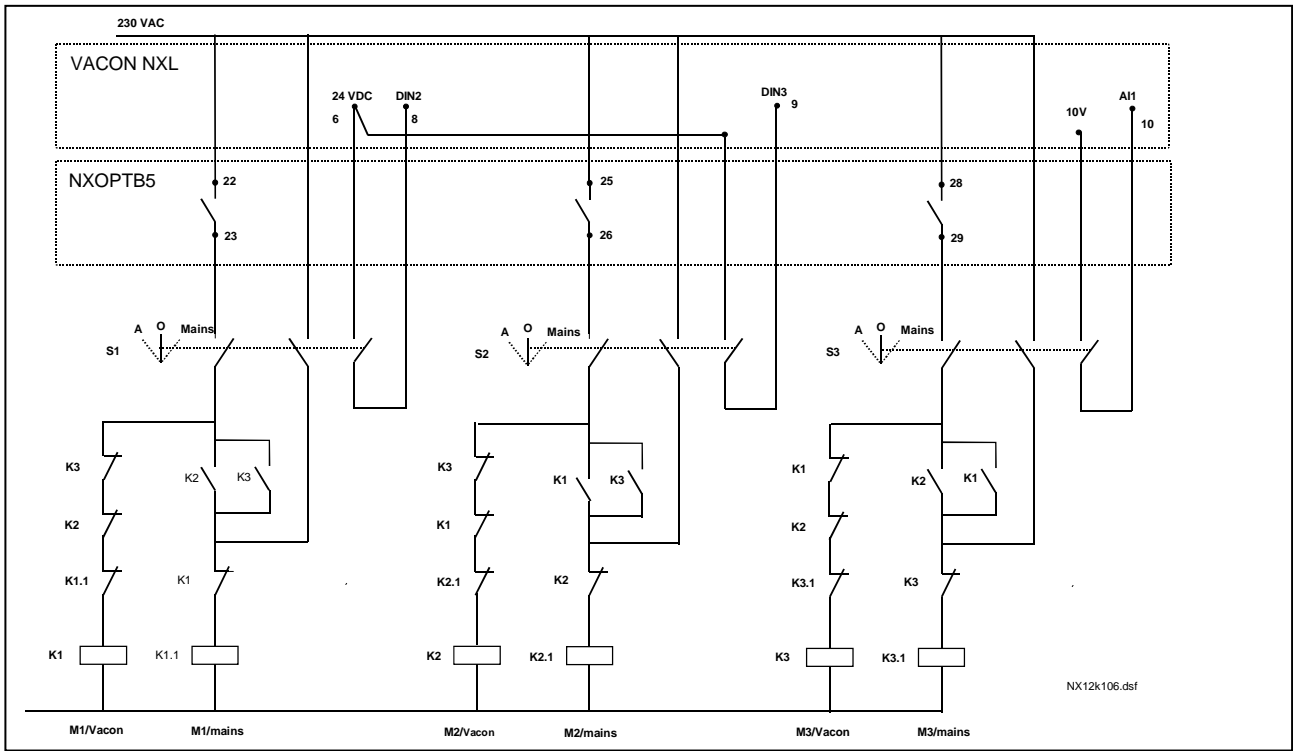 230 VAC
VACON NXL
24 VDC DIN2 DIN3 9 AI1
6 8 10V 10
NXOPTB5
22 25 28
23 26 29
A O Mains A O Mains A O Mains
S1 S2 S3
K3 K2 K3 K3 K1 K3 K1 K2 K1
K2 K1 K2
K1.1 K1 K2.1 K2 K3.1 K3
K1 K1.1 K2 K2.1 K3 K3.1
NX12k106.dsf
M1/Vacon M1/mains M2/Vacon M2/mains M3/Vacon M3/mains